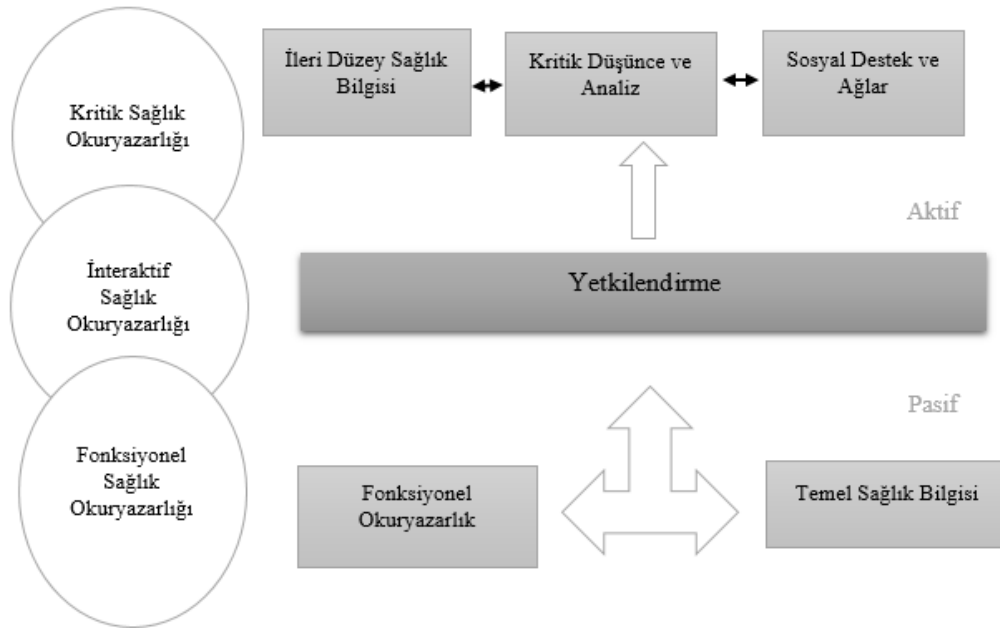 Kritik Sağlık
Okuryazarlığı
İleri Düzey Sağlık
Bilgisi
Kritik Düşünce ve
Analiz
Sosyal Destek ve
Ağlar
Aktif
İnteraktif
Sağlık
Okuryazarlığı
Yetkilendirme
Pasif
Fonksiyonel
Sağlık
Okuryazarlığı
Fonksiyonel
Okuryazarlık
Temel Sağlık Bilgisi